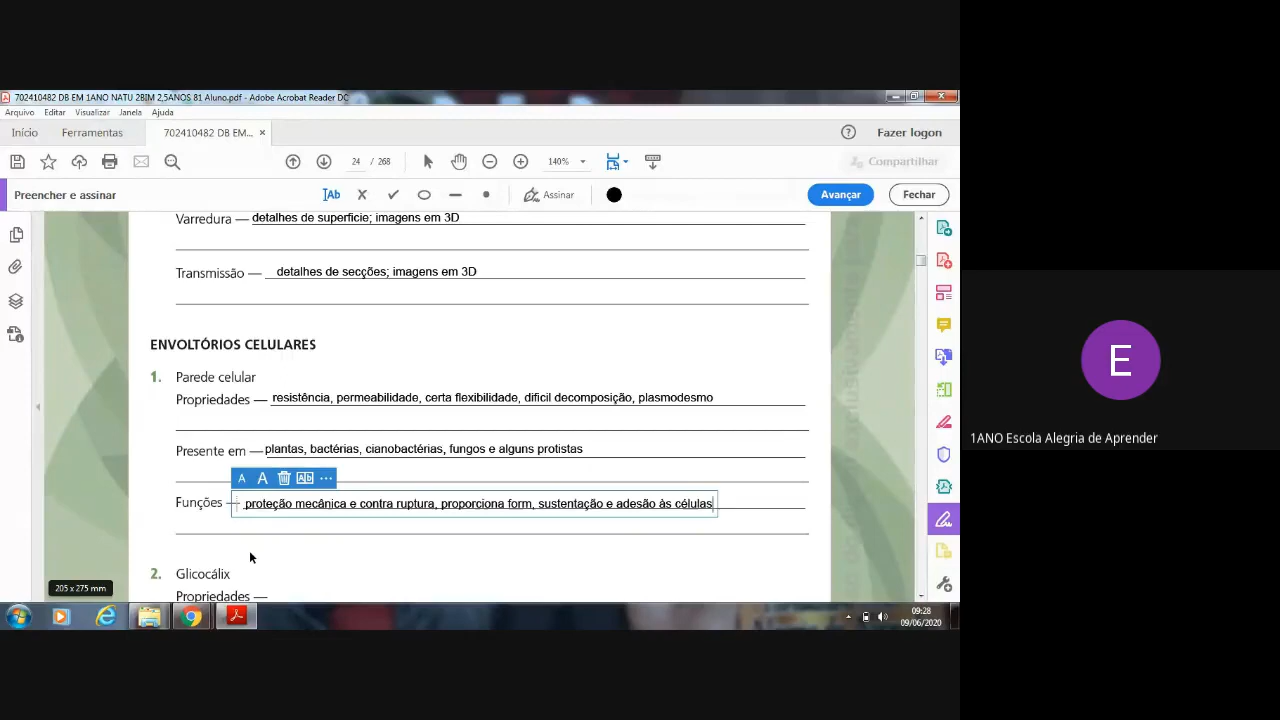 702410482 DB EM 1ANO NATU 2BIM 2,5ANOS 81 Aluno.pdf - Adobe Acrobat Reader DC
Arquivo Editar Visualizar Janela Ajuda
Início Ferramentas 702410482 DB EM... × Fazer logon
24 / 268 140% Compartilhar
Preencher e assinar Ab Assinar Avançar Fechar
Varredura — detalhes de superficie; imagens em 3D
Transmissão — detalhes de secções; imagens em 3D
ENVOLTÓRIOS CELULARES
1. Parede celular
Propriedades — resistência, permeabilidade, certa flexibilidade, dificil decomposição, plasmodesmo
Presente em — plantas, bactérias, cianobactérias, fungos e alguns protistas
A A Ab ...
Funções — proteção mecânica e contra ruptura, proporciona form, sustentação e adesão às células
2. Glicocálix
Propriedades —
205 x 275 mm
09:28
09/06/2020
E
1ANO Escola Alegria de Aprender